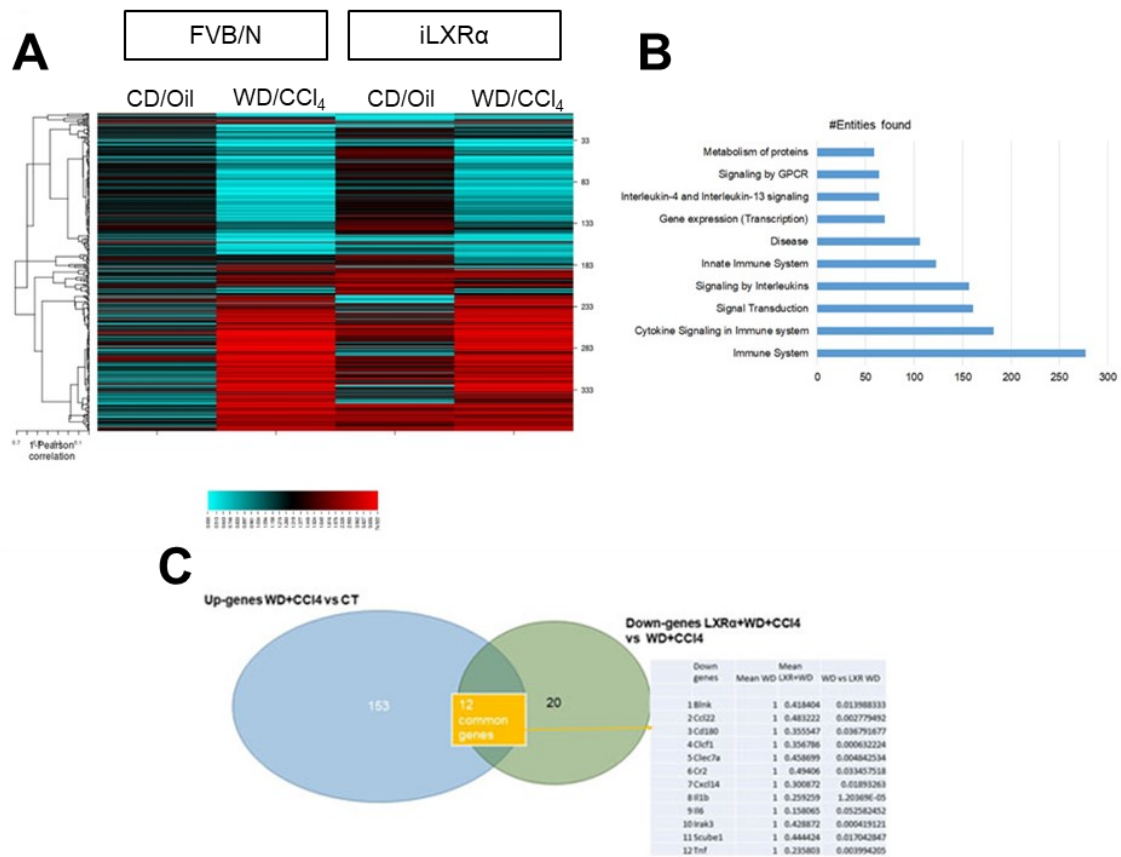 A
FVB/N
iLXRα
B
CD/Oil
WD/CCl4
CD/Oil
WD/CCl4
33
83
133
183
233
283
333
1-Pearson
correlation
#Entities found
Metabolism of proteins
Signaling by GPCR
Interleukin-4 and Interleukin-13 signaling
Gene expression (Transcription)
Disease
Innate Immune System
Signaling by Interleukins
Signal Transduction
Cytokine Signaling in Immune system
Immune System
0 50 100 150 200 250 300
C
Up-genes WD+CCl4 vs CT
Down-genes LXRα+WD+CCl4
vs WD+CCl4
153
12
common
genes
20
Down genes Mean WD Mean LXR+WD WD vs LXR WD
1 Blnk 1 0.418404 0.013988333
2 Ccl22 1 0.483222 0.002779492
3 Cd180 1 0.355547 0.036791677
4 Clcf1 1 0.356786 0.000632224
5 Clec7a 1 0.458699 0.004842534
6 Cr2 1 0.49406 0.033457518
7 Cxcl14 1 0.300872 0.01893263
8 Il1b 1 0.259259 1.20369E-05
9 Il6 1 0.158065 0.052582452
10 Irak3 1 0.428872 0.000419121
11 Scube1 1 0.444424 0.017042847
12 Tnf 1 0.235803 0.003994205